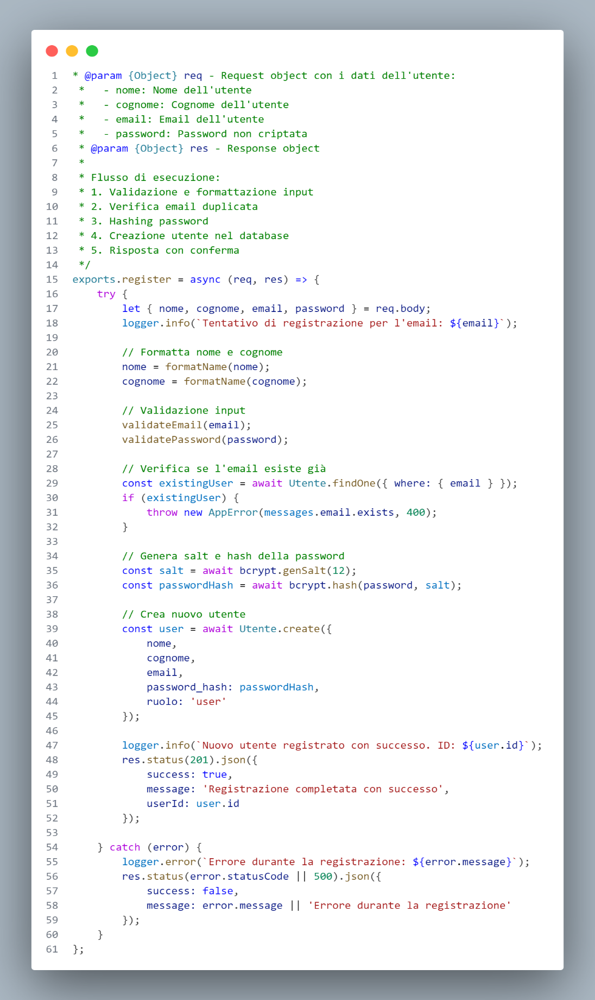 1 * @param {Object} req - Request object con i dati dell'utente:
2  *   - nome: Nome dell'utente
3  *   - cognome: Cognome dell'utente
4  *   - email: Email dell'utente
5  *   - password: Password non criptata
6  * @param {Object} res - Response object
7  *
8  * Flusso di esecuzione:
9  * 1. Validazione e formattazione input
10  * 2. Verifica email duplicata
11  * 3. Hashing password
12  * 4. Creazione utente nel database
13  * 5. Risposta con conferma
14  */
15 exports.register = async (req, res) => {
16     try {
17         let { nome, cognome, email, password } = req.body;
18         logger.info(`Tentativo di registrazione per l'email: ${email}`);
19
20         // Formatta nome e cognome
21         nome = formatName(nome);
22         cognome = formatName(cognome);
23
24         // Validazione input
25         validateEmail(email);
26         validatePassword(password);
27
28         // Verifica se l'email esiste già
29         const existingUser = await Utente.findOne({ where: { email } });
30         if (existingUser) {
31             throw new AppError(messages.email.exists, 400);
32         }
33
34         // Genera salt e hash della password
35         const salt = await bcrypt.genSalt(12);
36         const passwordHash = await bcrypt.hash(password, salt);
37
38         // Crea nuovo utente
39         const user = await Utente.create({
40             nome,
41             cognome,
42             email,
43             password_hash: passwordHash,
44             ruolo: 'user'
45         });
46
47         logger.info(`Nuovo utente registrato con successo. ID: ${user.id}`);
48         res.status(201).json({
49             success: true,
50             message: 'Registrazione completata con successo',
51             userId: user.id
52         });
53
54     } catch (error) {
55         logger.error(`Errore durante la registrazione: ${error.message}`);
56         res.status(error.statusCode || 500).json({
57             success: false,
58             message: error.message || 'Errore durante la registrazione'
59         });
60     }
61 };